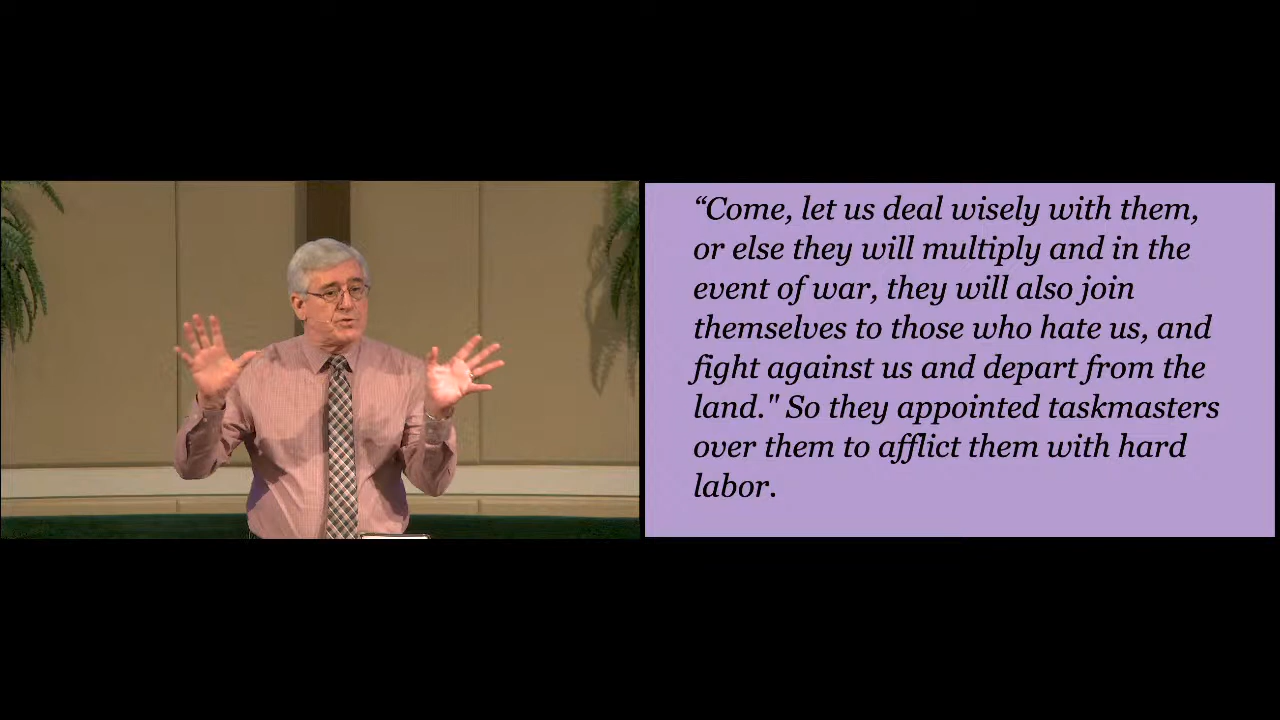 “Come, let us deal wisely with them,
or else they will multiply and in the
event of war, they will also join
themselves to those who hate us, and
fight against us and depart from the
land." So they appointed taskmasters
over them to afflict them with hard
labor.